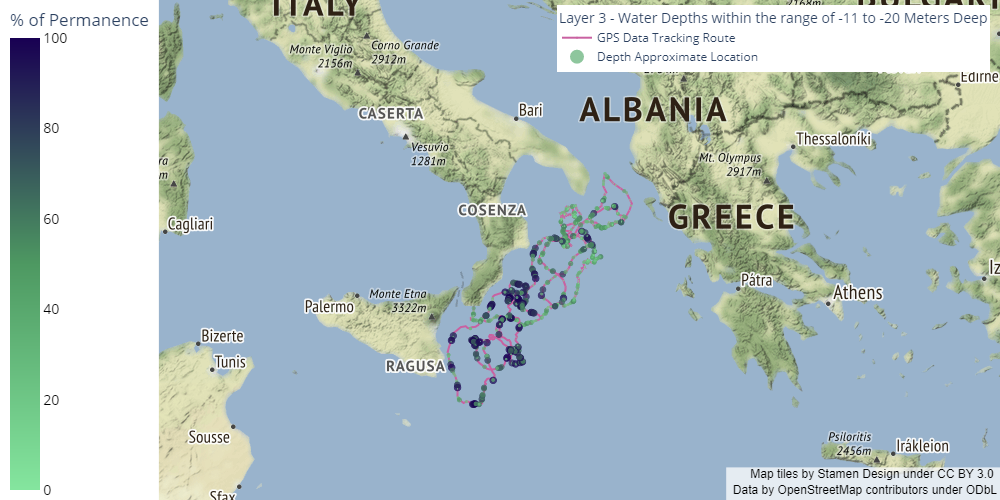 % of Permanence
100
80
60
40
20
0
Layer 3 - Water Depths within the range of -11 to -20 Meters Deep
GPS Data Tracking Route
Depth Approximate Location
ITALY
2168m
Monte Viglio
2156m
Corno Grande
2912m
CASERTA
Vesuvio
1281m
Bari
ALBANIA
Edirne
Thessaloníki
Mt. Olympus
2917m
COSENZA
GREECE
Cagliari
ra
m
Palermo
Monte Etna
3322m
Pátra
Athens
Iz
Bizerte
Tunis
RAGUSA
Sousse
Sfax
Psiloritis
2456m
Irákleion
Map tiles by Stamen Design under CC BY 3.0
Data by OpenStreetMap contributors under ODbL